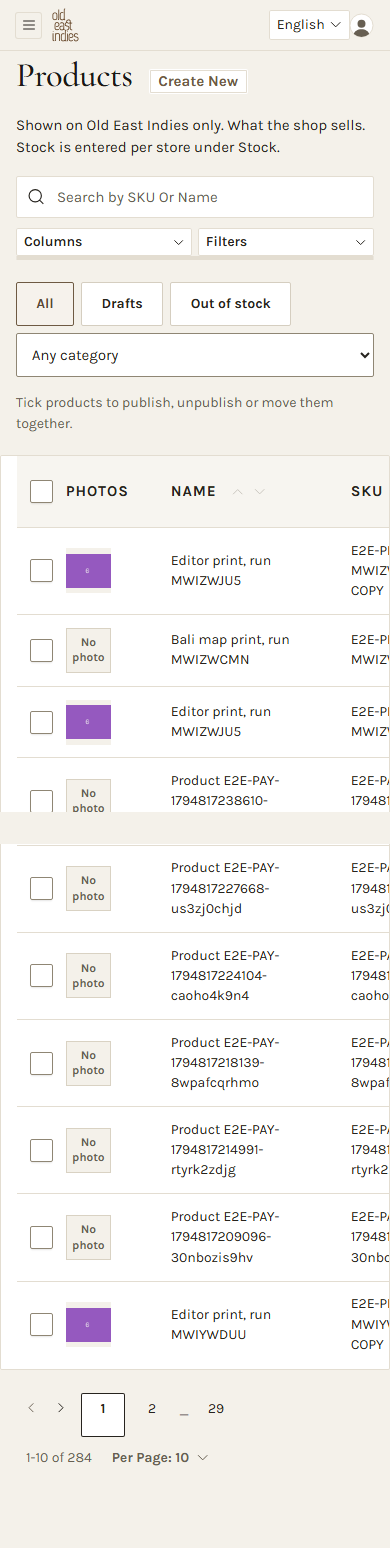 old
east
indies
English
Products
Create New
Shown on Old East Indies only. What the shop sells.
Stock is entered per store under Stock.
Search by SKU Or Name
Columns
Filters
All
Drafts
Out of stock
Any category
Tick products to publish, unpublish or move them
together.
PHOTOS NAME SKU
6
Editor print, run
MWIZWJU5
COPY
No
photo
Bali map print, run
MWIZWCMN
6
Editor print, run
MWIZWJU5
No
photo
Product E2E-PAY-
1794817238610-
No
photo
Product E2E-PAY-
1794817227668-
us3zj0chjd
No
photo
Product E2E-PAY-
1794817224104-
caoho4k9n4
No
photo
Product E2E-PAY-
1794817218139-
8wpafcqrhmo
No
photo
Product E2E-PAY-
1794817214991-
rtyrk2zdjg
No
photo
Product E2E-PAY-
1794817209096-
30nbozis9hv
6
Editor print, run
MWIYWDUU
COPY
1 2 _ 29
1-10 of 284 Per Page: 10